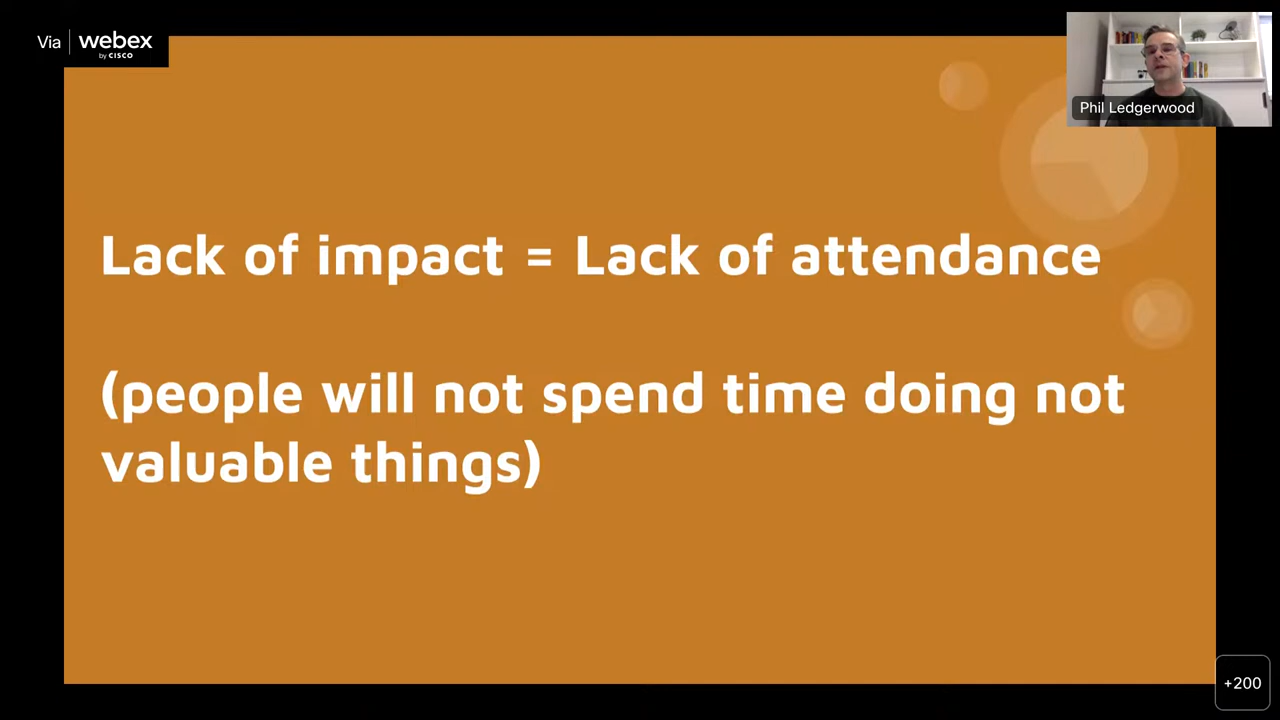 Via webex
by CISCO
Phil Ledgerwood
Lack of impact = Lack of attendance
(people will not spend time doing not
valuable things)
+200